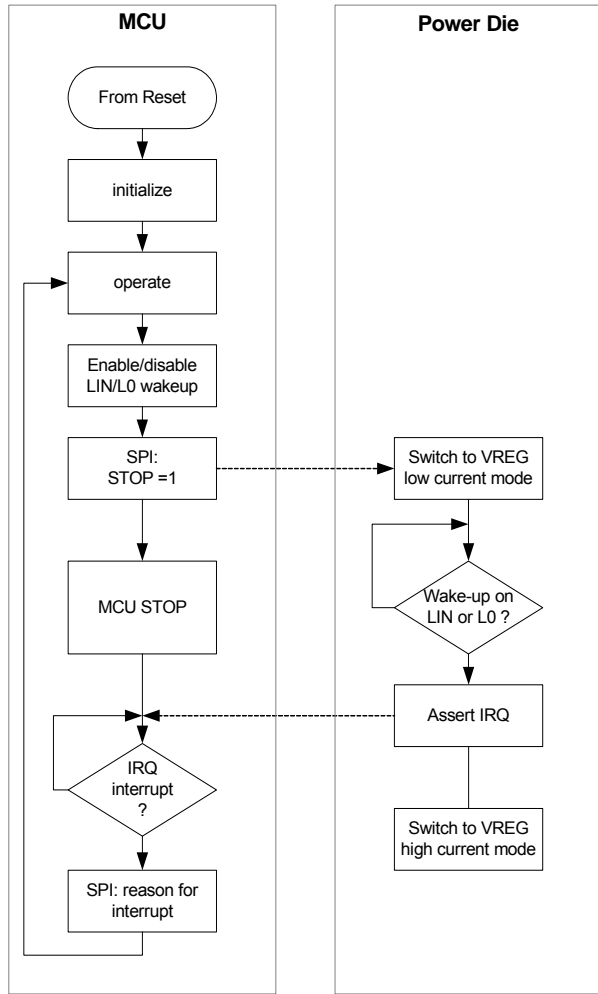 MCU
From Reset
initialize
operate
Enable/disable
LIN/L0 wakeup
SPI:
STOP =1
MCU STOP
IRQ
interrupt
?
SPI: reason for
interrupt
Power Die
Switch to VREG
low current mode
Wake-up on
LIN or L0 ?
Assert IRQ
Switch to VREG
high current mode